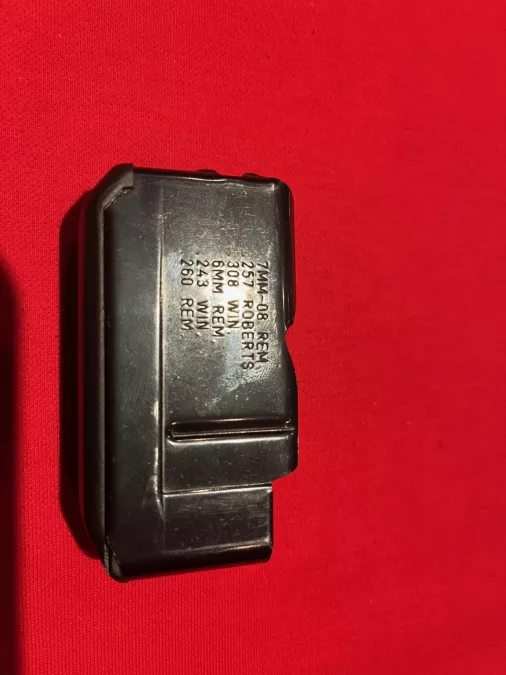 7MM-08 REM.
.257 ROBERTS
.308 WIN.
6MM REM.
.243 WIN.
260 REM.